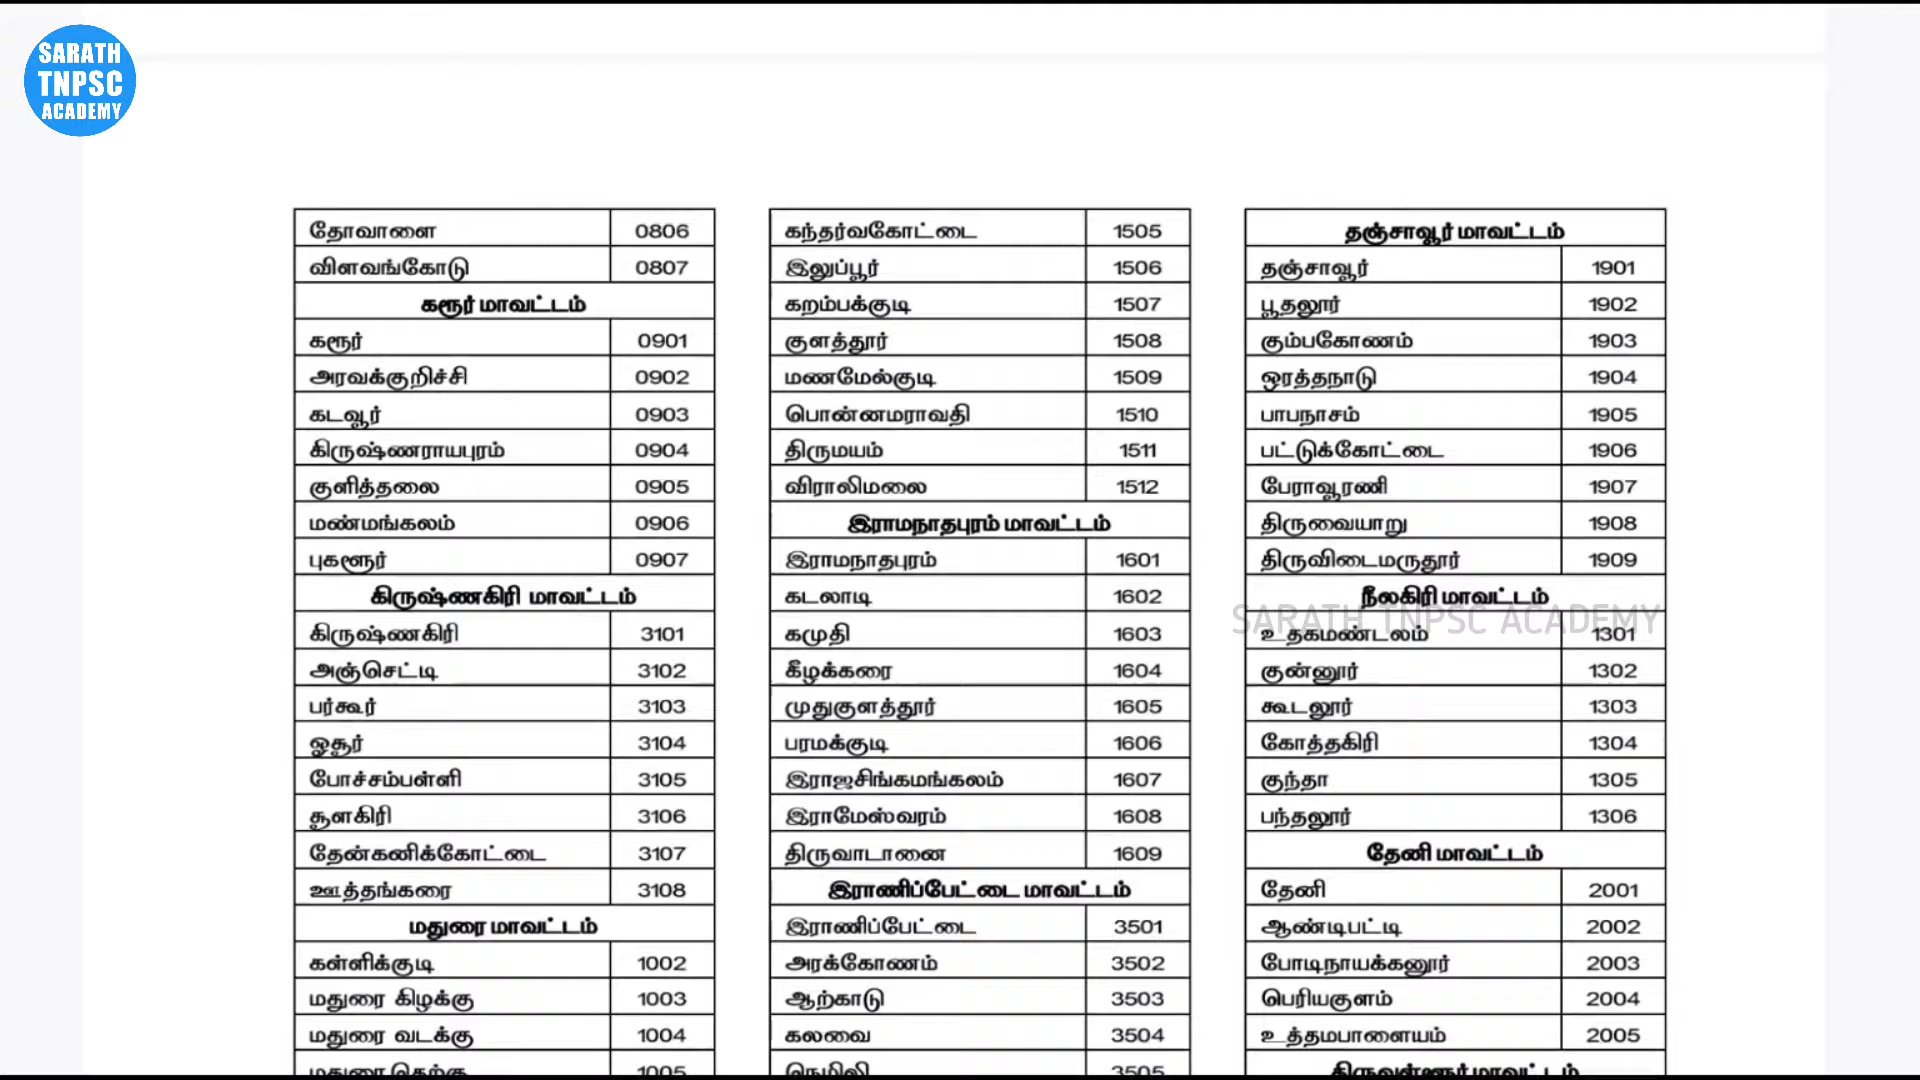 SARATH
TNPSC
ACADEMY
தோவாளை 0806
விளவங்கோடு 0807
கரூர் மாவட்டம்
கரூர் 0901
அரவக்குறிச்சி 0902
கடவூர் 0903
கிருஷ்ணராயபுரம் 0904
குளித்தலை 0905
மண்மங்கலம் 0906
புகளூர் 0907
கிருஷ்ணகிரி மாவட்டம்
கிருஷ்ணகிரி 3101
அஞ்செட்டி 3102
பர்கூர் 3103
ஓசூர் 3104
போச்சம்பள்ளி 3105
சூளகிரி 3106
தேன்கனிக்கோட்டை 3107
ஊத்தங்கரை 3108
மதுரை மாவட்டம்
கள்ளிக்குடி 1002
மதுரை கிழக்கு 1003
மதுரை வடக்கு 1004
மதுரை தெற்கு 1005
கந்தர்வகோட்டை 1505
இலுப்பூர் 1506
கறம்பக்குடி 1507
குளத்தூர் 1508
மணமேல்குடி 1509
பொன்னமராவதி 1510
திருமயம் 1511
விராலிமலை 1512
இராமநாதபுரம் மாவட்டம்
இராமநாதபுரம் 1601
கடலாடி 1602
கமுதி 1603
கீழக்கரை 1604
முதுகுளத்தூர் 1605
பரமக்குடி 1606
இராஜசிங்கமங்கலம் 1607
இராமேஸ்வரம் 1608
திருவாடானை 1609
இராணிப்பேட்டை மாவட்டம்
இராணிப்பேட்டை 3501
அரக்கோணம் 3502
ஆற்காடு 3503
கலவை 3504
நெமிலி 3505
தஞ்சாவூர் மாவட்டம்
தஞ்சாவூர் 1901
பூதலூர் 1902
கும்பகோணம் 1903
ஒரத்தநாடு 1904
பாபநாசம் 1905
பட்டுக்கோட்டை 1906
பேராவூரணி 1907
திருவையாறு 1908
திருவிடைமருதூர் 1909
நீலகிரி மாவட்டம்
SARATH TNPSC ACADEMY
உதகமண்டலம் 1301
குன்னூர் 1302
கூடலூர் 1303
கோத்தகிரி 1304
குந்தா 1305
பந்தலூர் 1306
தேனி மாவட்டம்
தேனி 2001
ஆண்டிபட்டி 2002
போடிநாயக்கனூர் 2003
பெரியகுளம் 2004
உத்தமபாளையம் 2005
திருவள்ளூர் மாவட்டம்